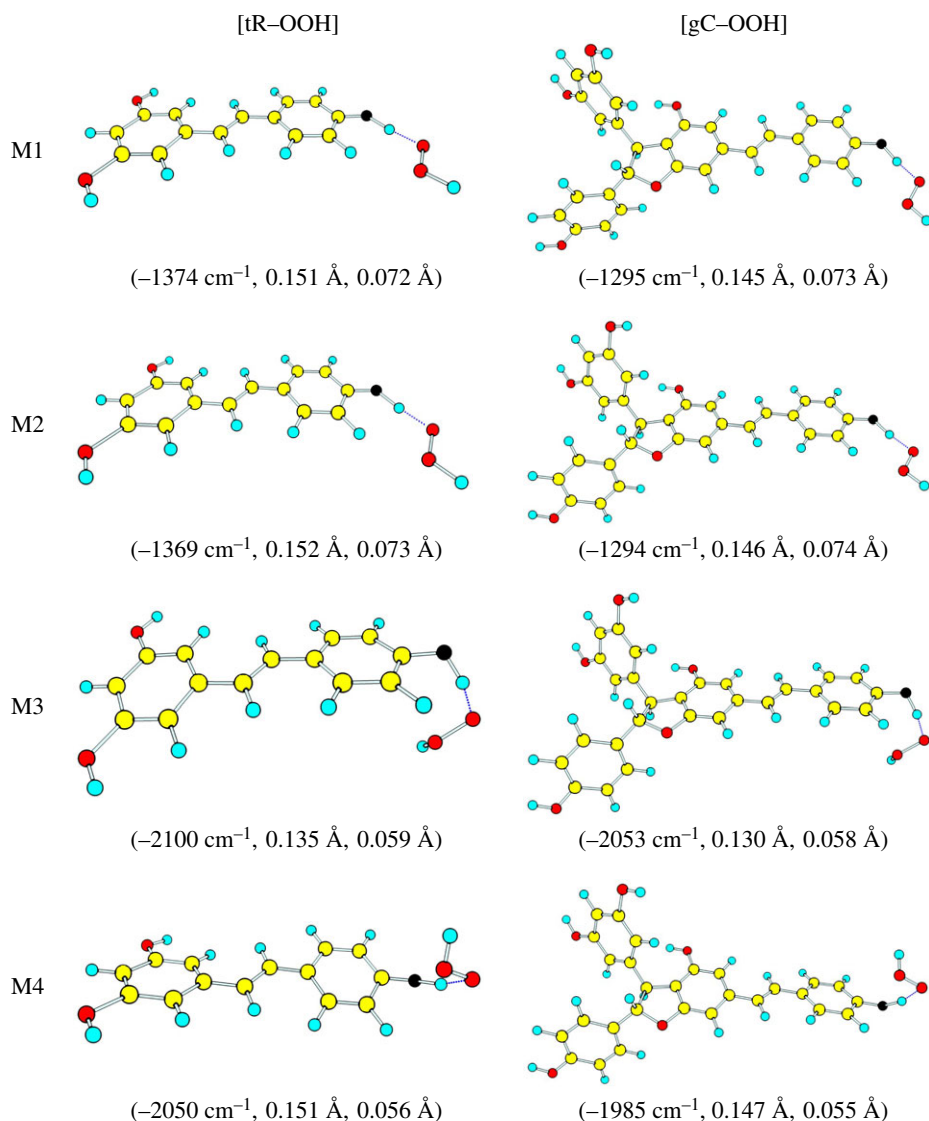 [tR–OOH] [gC–OOH]
M1
(–1374 cm⁻¹, 0.151 Å, 0.072 Å) (–1295 cm⁻¹, 0.145 Å, 0.073 Å)
M2
(–1369 cm⁻¹, 0.152 Å, 0.073 Å) (–1294 cm⁻¹, 0.146 Å, 0.074 Å)
M3
(–2100 cm⁻¹, 0.135 Å, 0.059 Å) (–2053 cm⁻¹, 0.130 Å, 0.058 Å)
M4
(–2050 cm⁻¹, 0.151 Å, 0.056 Å) (–1985 cm⁻¹, 0.147 Å, 0.055 Å)